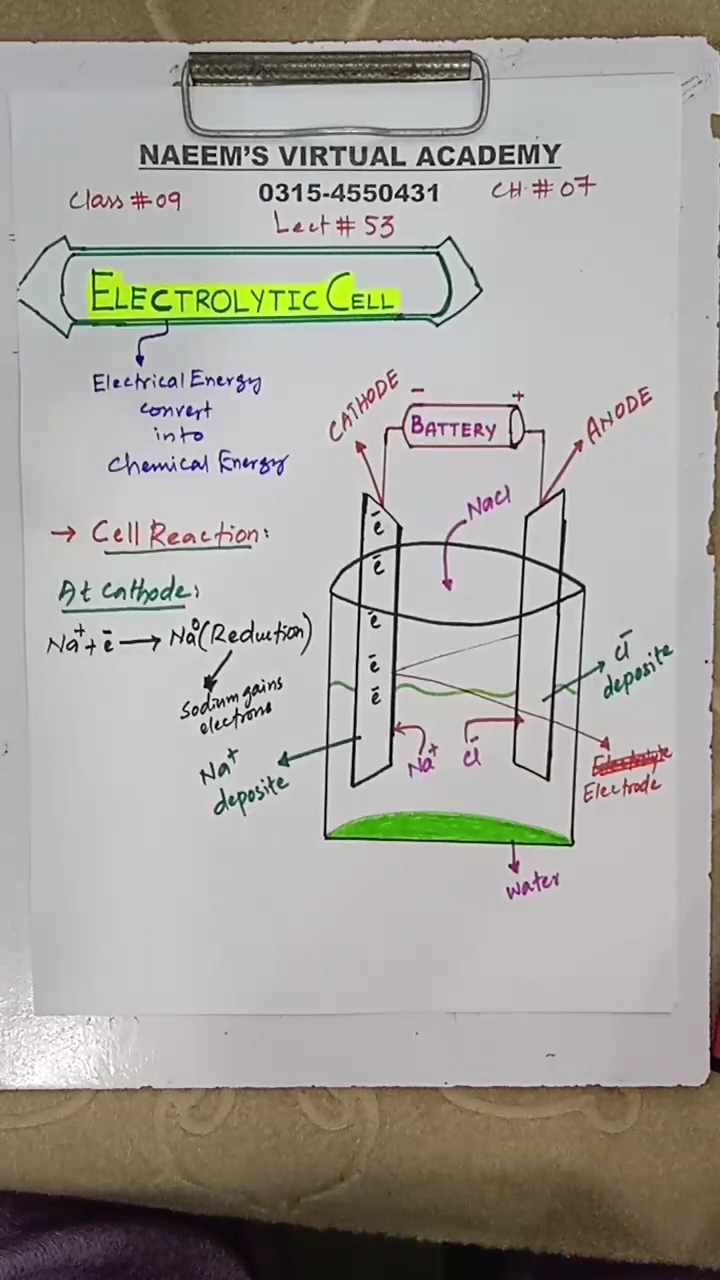 NAEEM'S VIRTUAL ACADEMY
Class # 09
0315-4550431
CH # 07
Lect # 53
ELECTROLYTIC CELL
Electrical Energy
convert
into
Chemical Energy
CATHODE
- +
BATTERY
ANODE
NaCl
→ Cell Reaction:
At Cathode:
Na⁺ + e⁻ → Na⁰ (Reduction)
Sodium gains
electrons
e⁻
e⁻
e⁻
e⁻
e⁻
Cl⁻
deposite
Na⁺
deposite
Na⁺
Cl⁻
Electrode
water